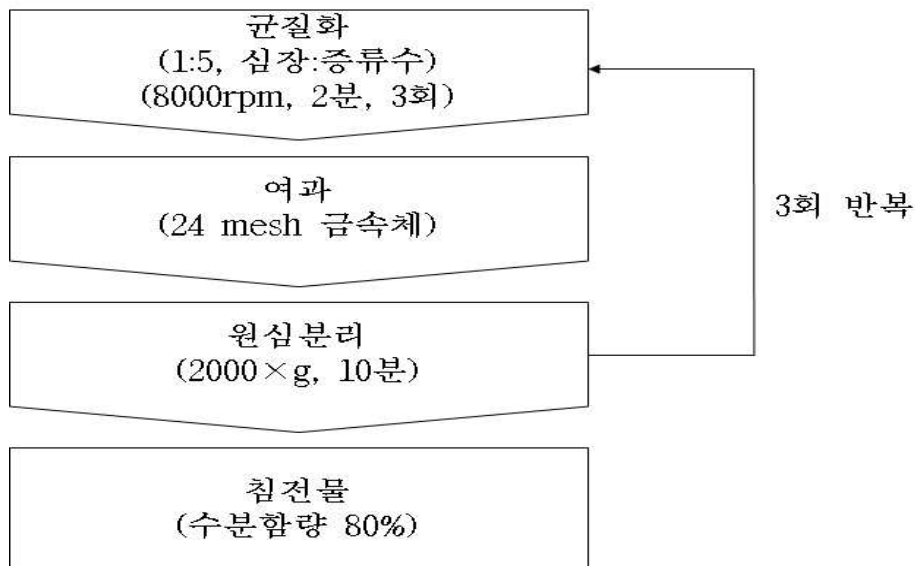 균질화
(1:5, 심장:증류수)
(8000rpm, 2분, 3회)
여과
(24 mesh 금속체)
3회 반복
원심분리
(2000×g, 10분)
침전물
(수분함량 80%)